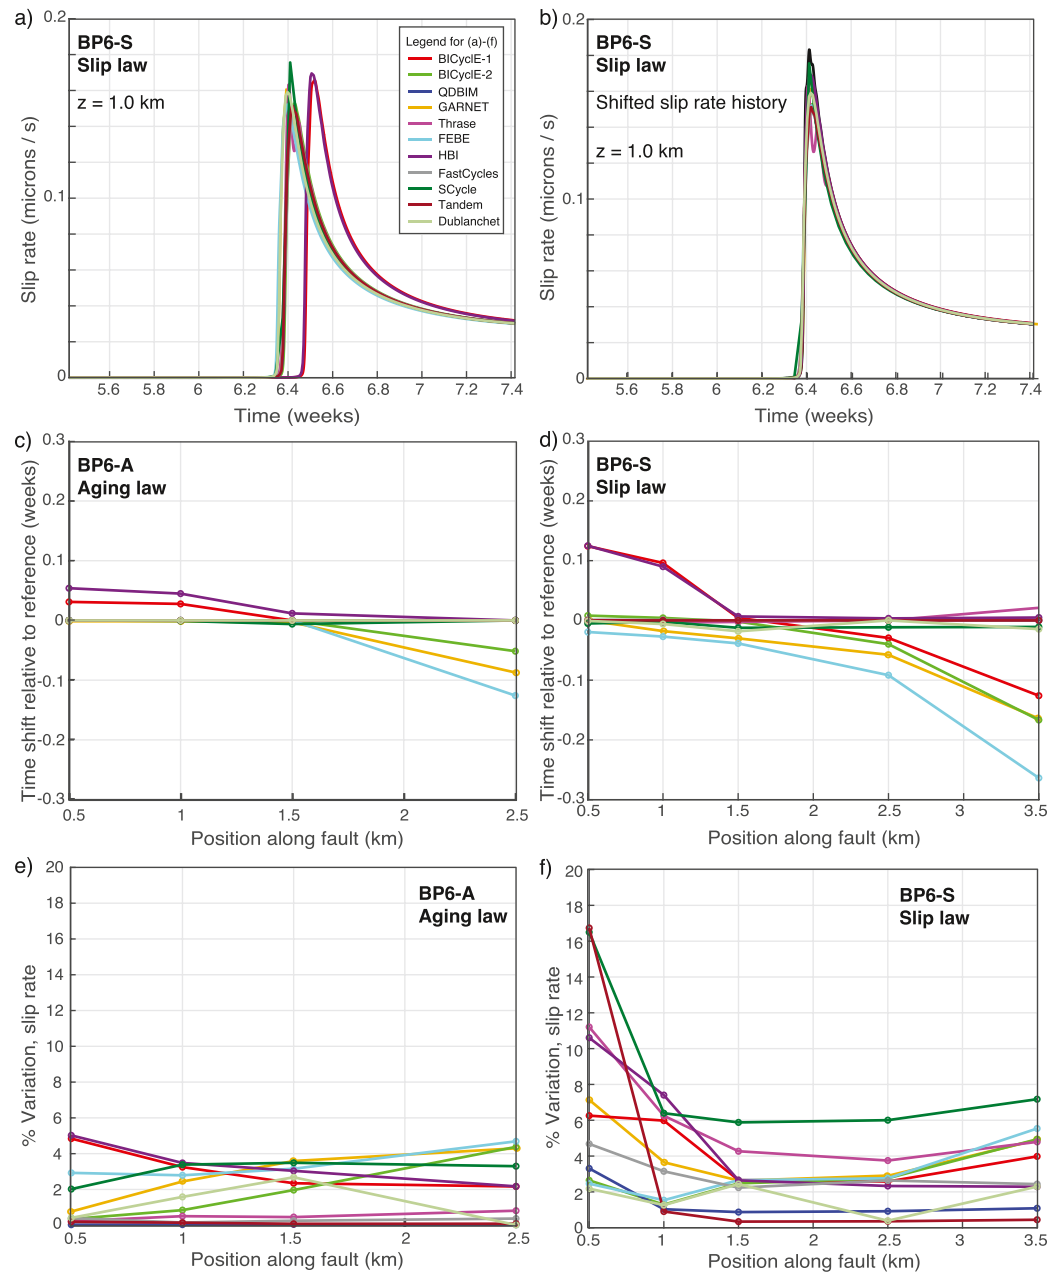 a)
0.2
BP6-S
Slip law
z = 1.0 km
Legend for (a)-(f)
BICyclE-1
BICyclE-2
QDBIM
GARNET
Thrase
FEBE
HBI
FastCycles
SCycle
Tandem
Dublanchet
0.1
0
Slip rate (microns / s)
5.6 5.8 6 6.2 6.4 6.6 6.8 7 7.2 7.4
Time (weeks)
b)
0.2
BP6-S
Slip law
Shifted slip rate history
z = 1.0 km
0.1
0
Slip rate (microns / s)
5.6 5.8 6 6.2 6.4 6.6 6.8 7 7.2 7.4
Time (weeks)
c)
0.3
BP6-A
Aging law
0.2
0.1
0
-0.1
-0.2
-0.3
Time shift relative to reference (weeks)
0.5 1 1.5 2 2.5
Position along fault (km)
d)
0.3
BP6-S
Slip law
0.2
0.1
0
-0.1
-0.2
-0.3
Time shift relative to reference (weeks)
0.5 1 1.5 2 2.5 3 3.5
Position along fault (km)
e)
20
BP6-A
Aging law
18
16
14
12
10
8
6
4
2
0
% Variation, slip rate
0.5 1 1.5 2 2.5
Position along fault (km)
f)
20
BP6-S
Slip law
18
16
14
12
10
8
6
4
2
0
% Variation, slip rate
0.5 1 1.5 2 2.5 3 3.5
Position along fault (km)